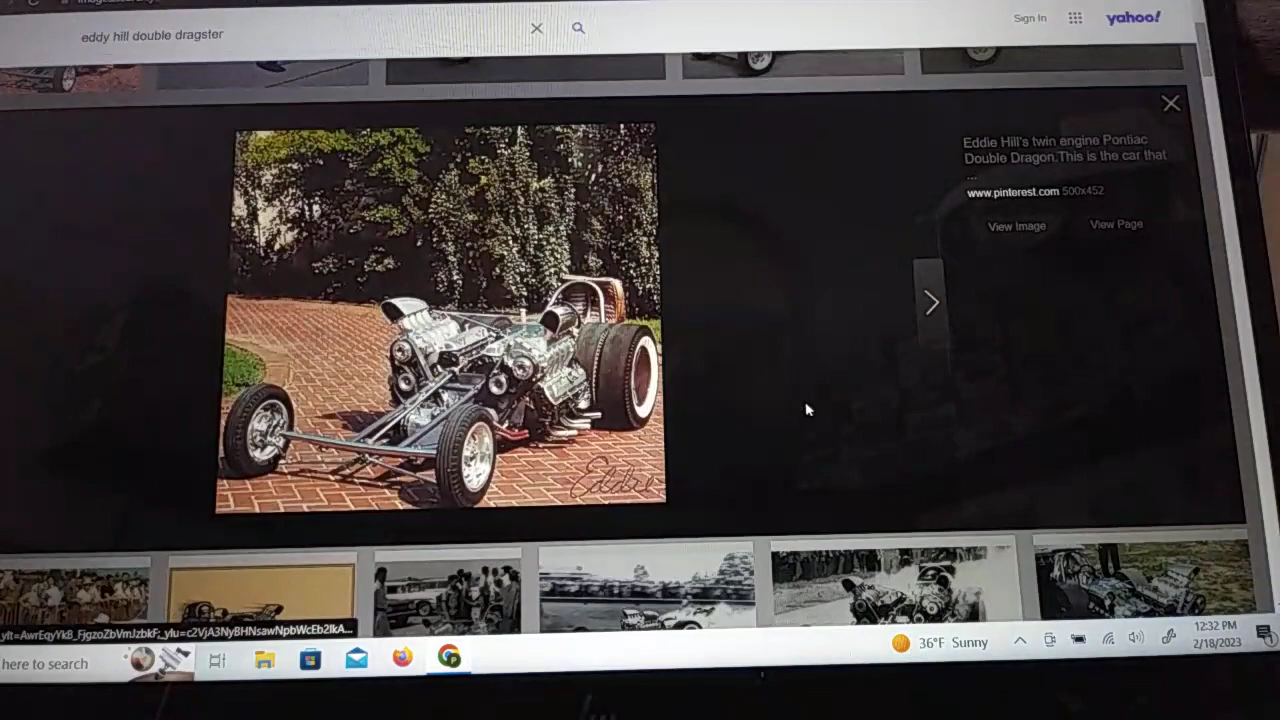 eddy hill double dragster
Sign In
yahoo!
Eddie Hill's twin engine Pontiac
Double Dragon.This is the car that
...
www.pinterest.com 500x452
View Image
View Page
Eddie
here to search
36°F Sunny
12:32 PM
2/18/2023